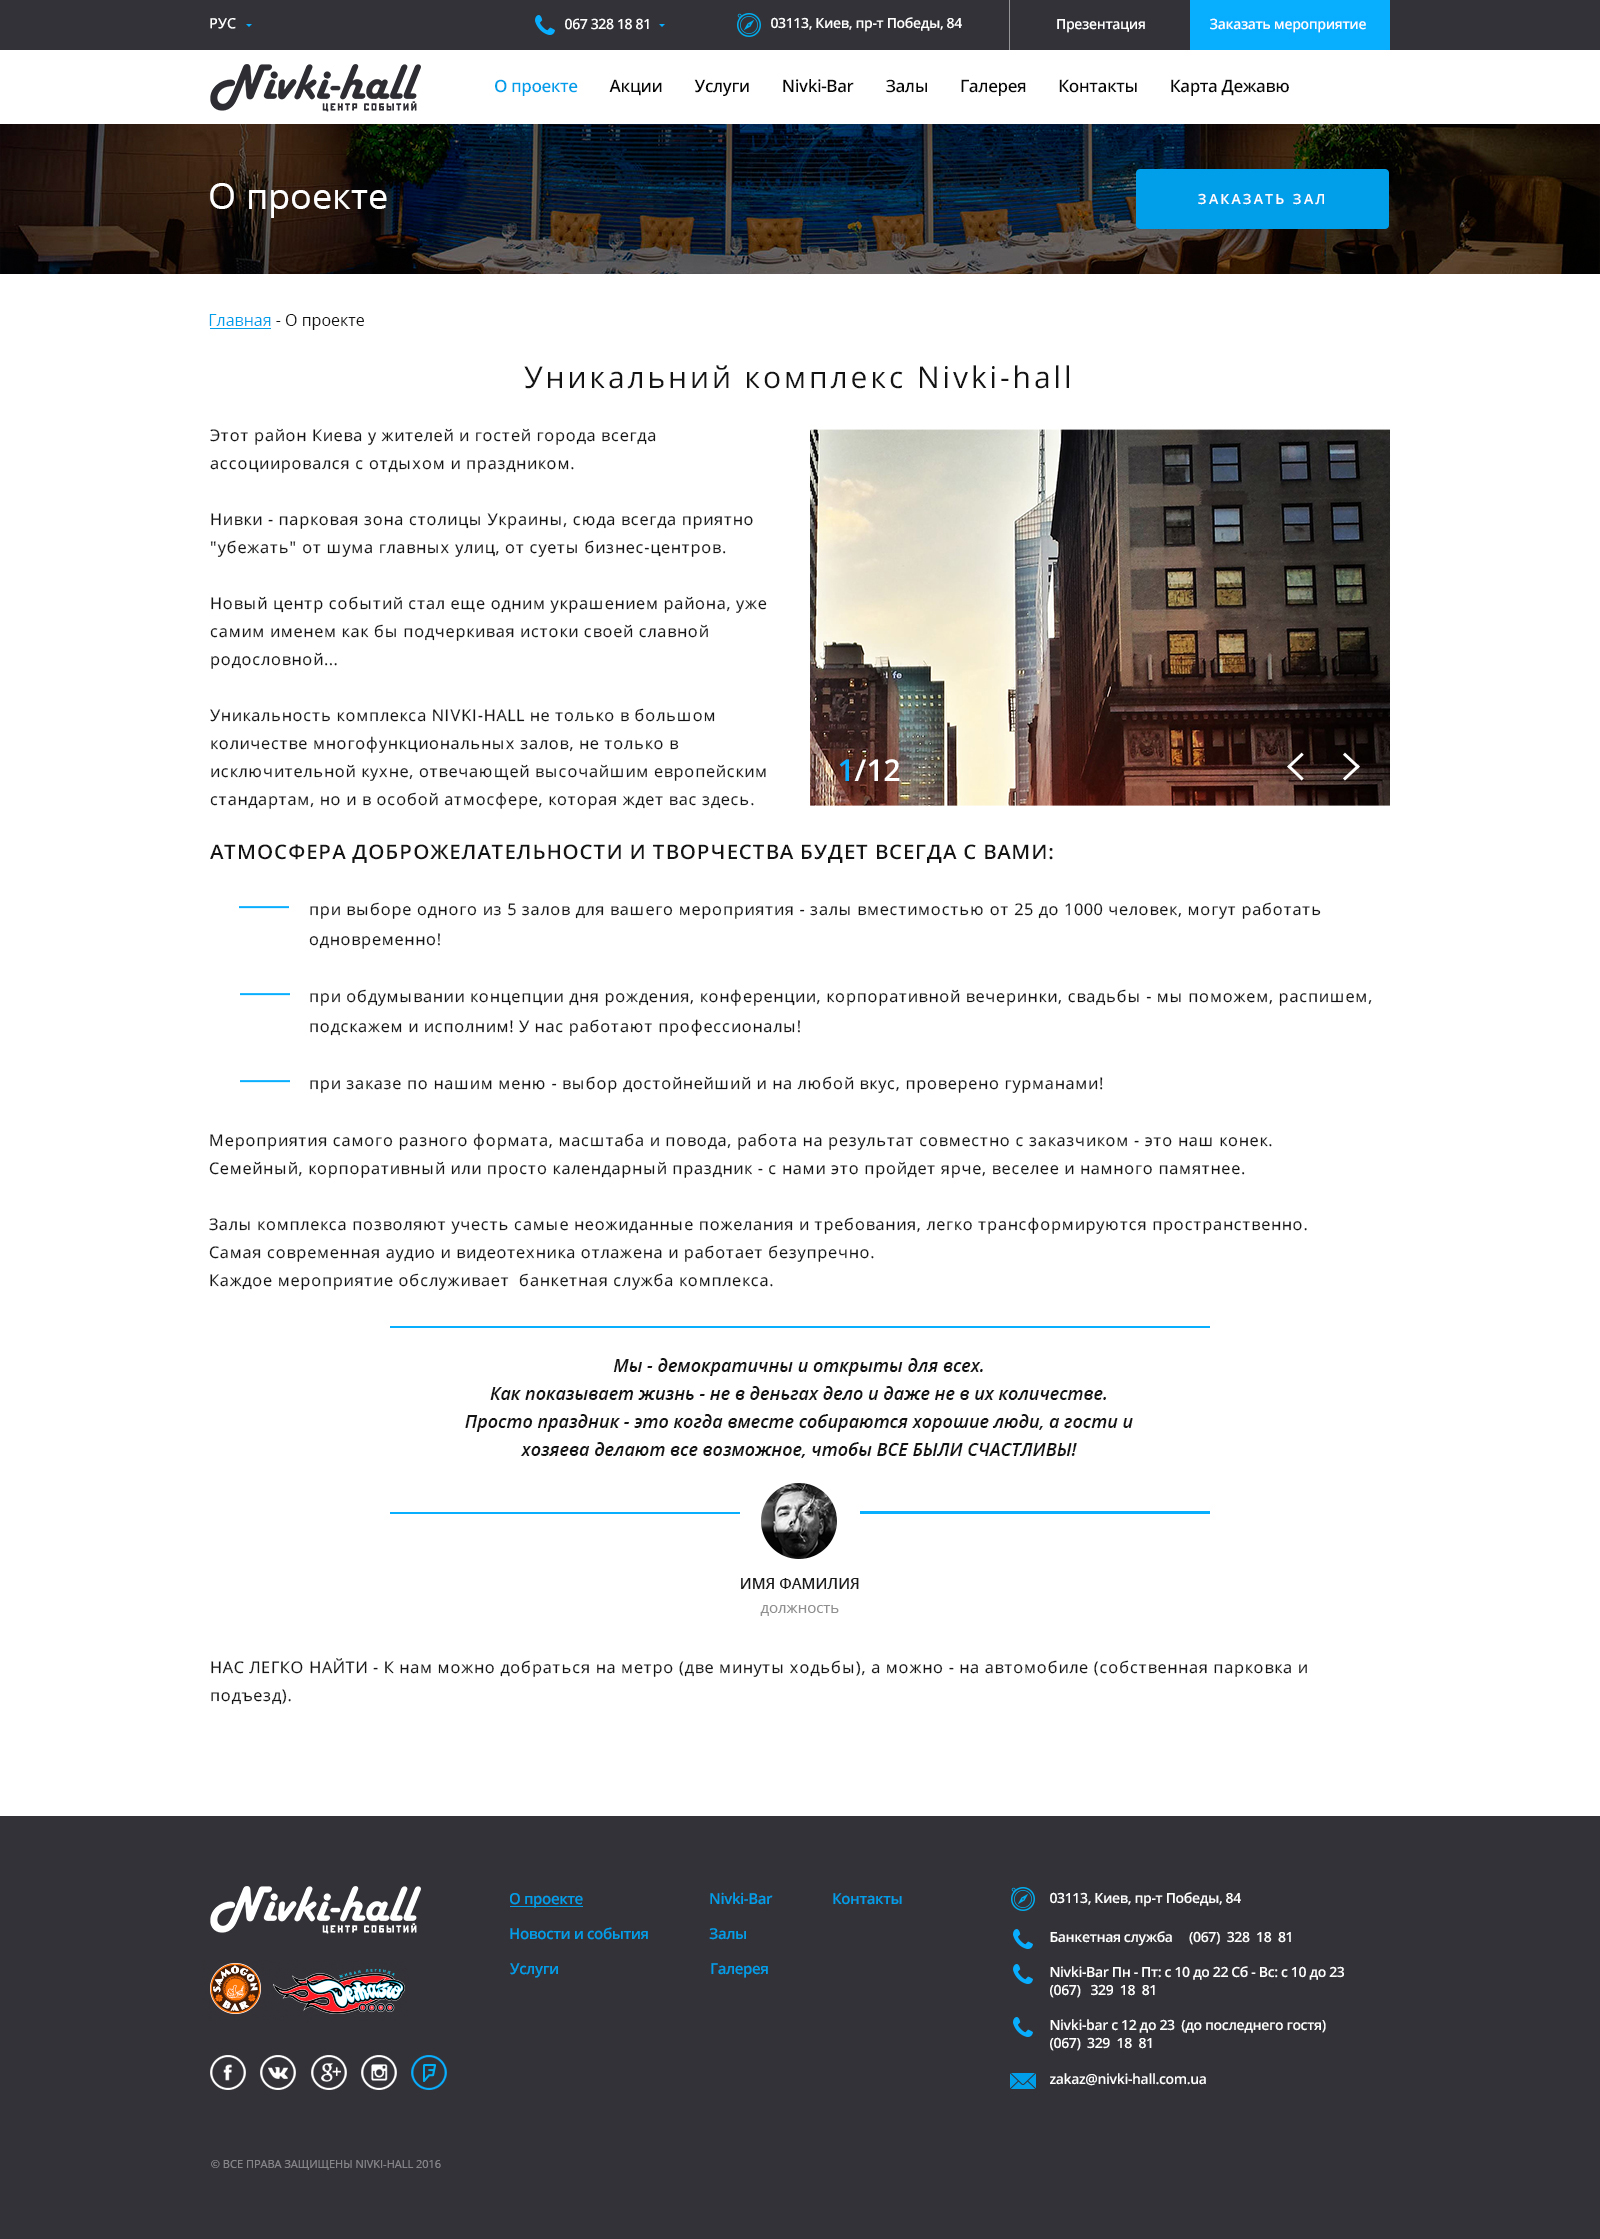 РУС
067 328 18 81
03113, Киев, пр-т Победы, 84
Презентация
Заказать мероприятие
Nivki-hall
ЦЕНТР СОБЫТИЙ
О проекте Акции Услуги Nivki-Bar Залы Галерея Контакты Карта Дежавю
О проекте
ЗАКАЗАТЬ ЗАЛ
Главная - О проекте
Уникальний комплекс Nivki-hall
Этот район Киева у жителей и гостей города всегда
ассоциировался с отдыхом и праздником.
Нивки - парковая зона столицы Украины, сюда всегда приятно
"убежать" от шума главных улиц, от суеты бизнес-центров.
Новый центр событий стал еще одним украшением района, уже
самим именем как бы подчеркивая истоки своей славной
родословной...
Уникальность комплекса NIVKI-HALL не только в большом
количестве многофункциональных залов, не только в
исключительной кухне, отвечающей высочайшим европейским
стандартам, но и в особой атмосфере, которая ждет вас здесь.
1/12
АТМОСФЕРА ДОБРОЖЕЛАТЕЛЬНОСТИ И ТВОРЧЕСТВА БУДЕТ ВСЕГДА С ВАМИ:
при выборе одного из 5 залов для вашего мероприятия - залы вместимостью от 25 до 1000 человек, могут работать
одновременно!
при обдумывании концепции дня рождения, конференции, корпоративной вечеринки, свадьбы - мы поможем, распишем,
подскажем и исполним! У нас работают профессионалы!
при заказе по нашим меню - выбор достойнейший и на любой вкус, проверено гурманами!
Мероприятия самого разного формата, масштаба и повода, работа на результат совместно с заказчиком - это наш конек.
Семейный, корпоративный или просто календарный праздник - с нами это пройдет ярче, веселее и намного памятнее.
Залы комплекса позволяют учесть самые неожиданные пожелания и требования, легко трансформируются пространственно.
Самая современная аудио и видеотехника отлажена и работает безупречно.
Каждое мероприятие обслуживает  банкетная служба комплекса.
Мы - демократичны и открыты для всех.
Как показывает жизнь - не в деньгах дело и даже не в их количестве.
Просто праздник - это когда вместе собираются хорошие люди, а гости и
хозяева делают все возможное, чтобы ВСЕ БЫЛИ СЧАСТЛИВЫ!
ИМЯ ФАМИЛИЯ
должность
НАС ЛЕГКО НАЙТИ - К нам можно добраться на метро (две минуты ходьбы), а можно - на автомобиле (собственная парковка и
подъезд).
Nivki-hall
ЦЕНТР СОБЫТИЙ
SAMOGON
BAR
живая легенда
Дежавю
О проекте
Новости и события
Услуги
Nivki-Bar
Залы
Галерея
Контакты
03113, Киев, пр-т Победы, 84
Банкетная служба (067) 328 18 81
Nivki-Bar Пн - Пт: с 10 до 22 Сб - Вс: с 10 до 23
(067) 329 18 81
Nivki-bar с 12 до 23 (до последнего гостя)
(067) 329 18 81
zakaz@nivki-hall.com.ua
© ВСЕ ПРАВА ЗАЩИЩЕНЫ NIVKI-HALL 2016